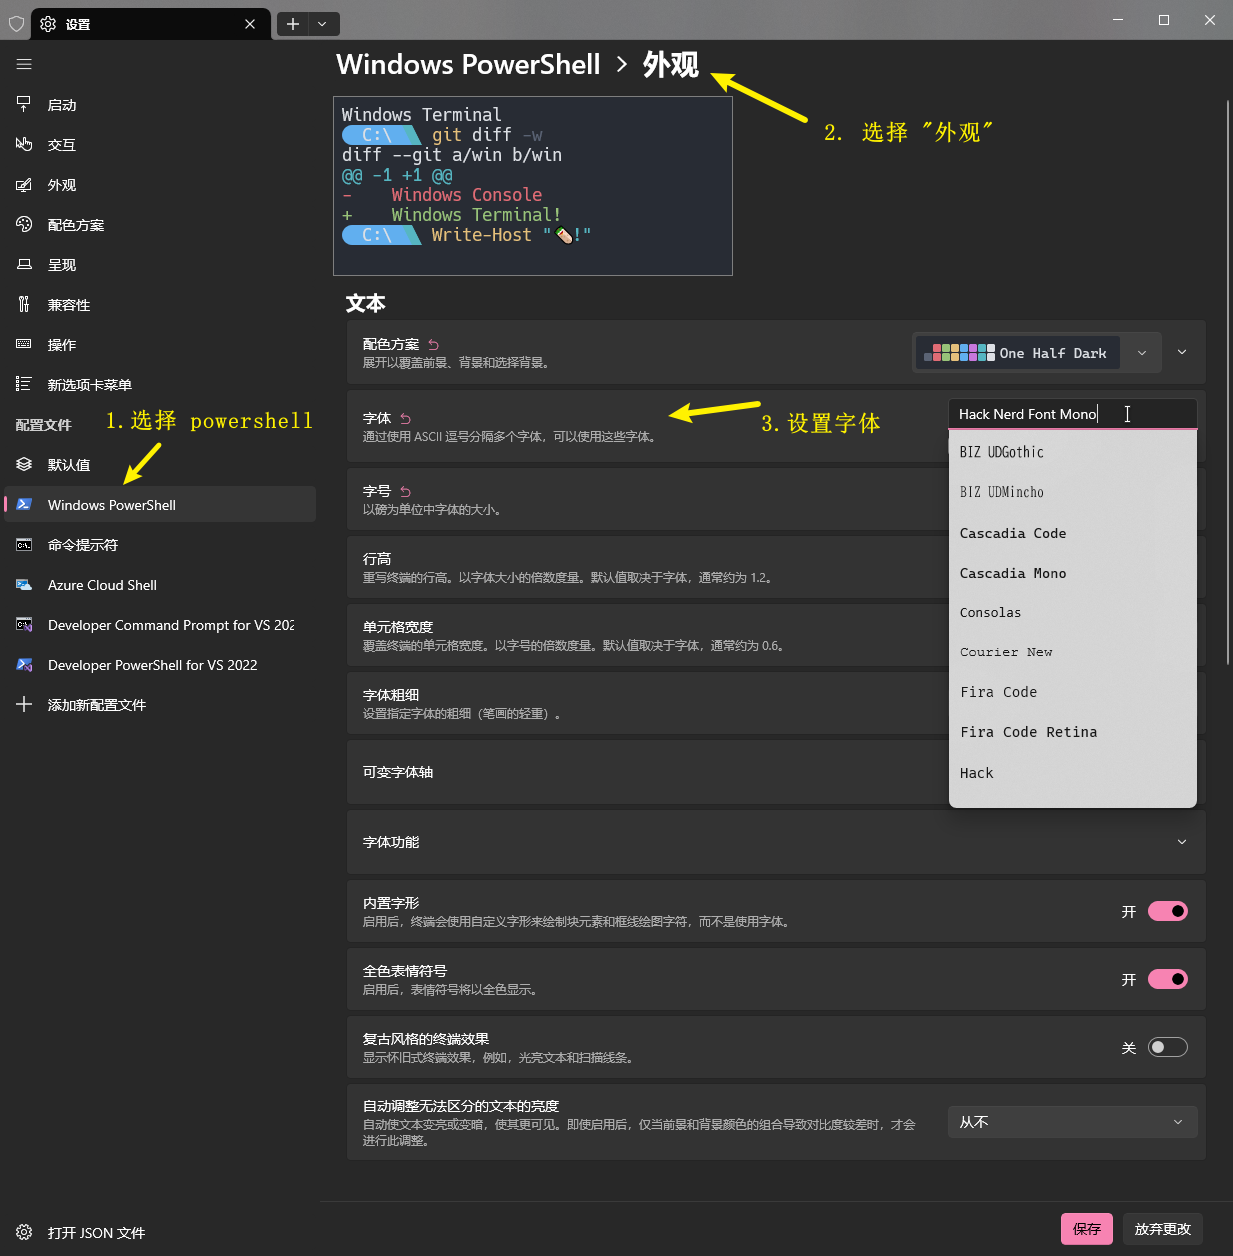 设置
启动
交互
外观
配色方案
呈现
兼容性
操作
新选项卡菜单
配置文件
1.选择 powershell
默认值
Windows PowerShell
命令提示符
Azure Cloud Shell
Developer Command Prompt for VS 202
Developer PowerShell for VS 2022
添加新配置文件
打开 JSON 文件
Windows PowerShell > 外观
2. 选择 "外观"
Windows Terminal
C:\ git diff -w
diff --git a/win b/win
@@ -1 +1 @@
- Windows Console
+ Windows Terminal!
C:\ Write-Host "!"
文本
配色方案
展开以覆盖前景、背景和选择背景。
One Half Dark
字体
通过使用 ASCII 逗号分隔多个字体，可以使用这些字体。
3.设置字体
Hack Nerd Font Mono
BIZ UDGothic
BIZ UDMincho
Cascadia Code
Cascadia Mono
Consolas
Courier New
Fira Code
Fira Code Retina
Hack
字号
以磅为单位中字体的大小。
行高
重写终端的行高。以字体大小的倍数度量。默认值取决于字体，通常约为 1.2。
单元格宽度
覆盖终端的单元格宽度。以字号的倍数度量。默认值取决于字体，通常约为 0.6。
字体粗细
设置指定字体的粗细（笔画的轻重）。
可变字体轴
字体功能
内置字形
启用后，终端会使用自定义字形来绘制块元素和框线绘图字符，而不是使用字体。
开
全色表情符号
启用后，表情符号将以全色显示。
开
复古风格的终端效果
显示怀旧式终端效果，例如，光亮文本和扫描线条。
关
自动调整无法区分的文本的亮度
自动使文本变亮或变暗，使其更可见。即使启用后，仅当前景和背景颜色的组合导致对比度较差时，才会
进行此调整。
从不
保存
放弃更改